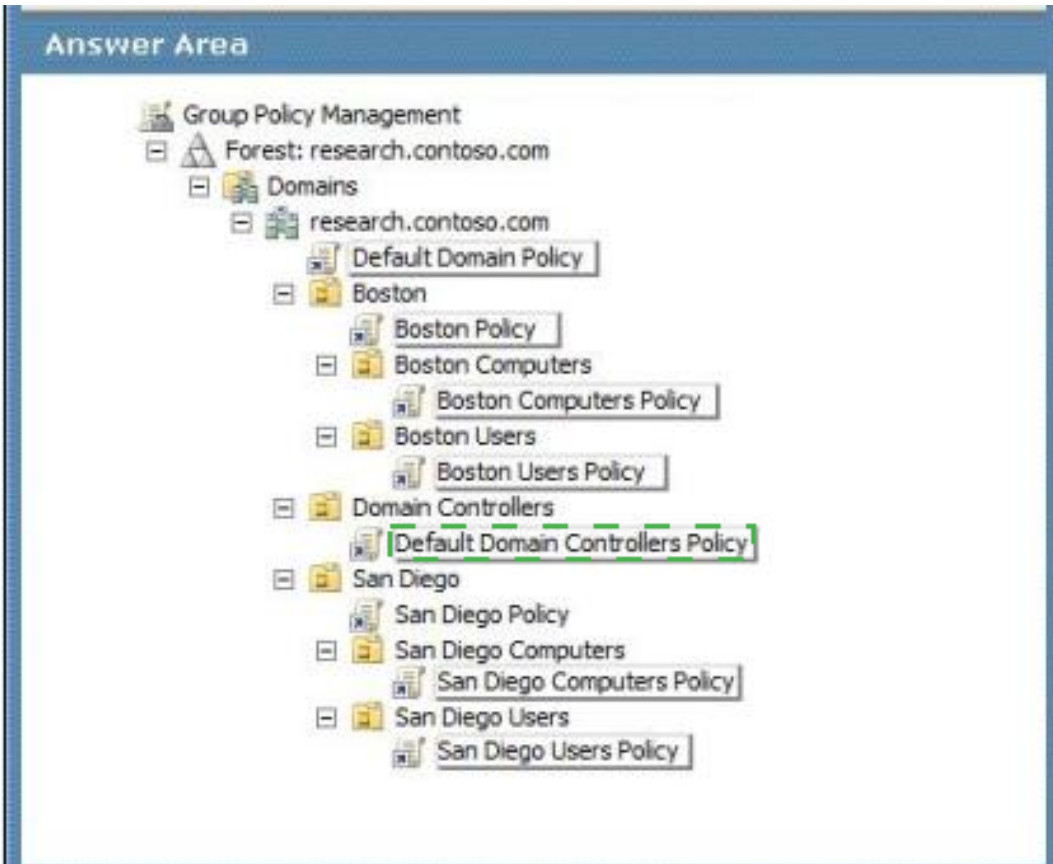 Answer Area
Group Policy Management
Forest: research.contoso.com
Domains
research.contoso.com
Default Domain Policy
Boston
Boston Policy
Boston Computers
Boston Computers Policy
Boston Users
Boston Users Policy
Domain Controllers
Default Domain Controllers Policy
San Diego
San Diego Policy
San Diego Computers
San Diego Computers Policy
San Diego Users
San Diego Users Policy